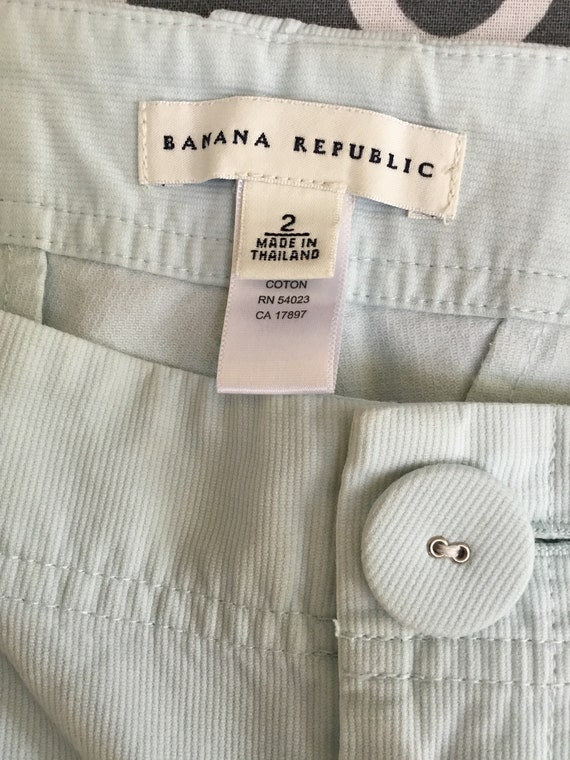 BANANA REPUBLIC
2
MADE IN
THAILAND
COTON
RN 54023
CA 17897